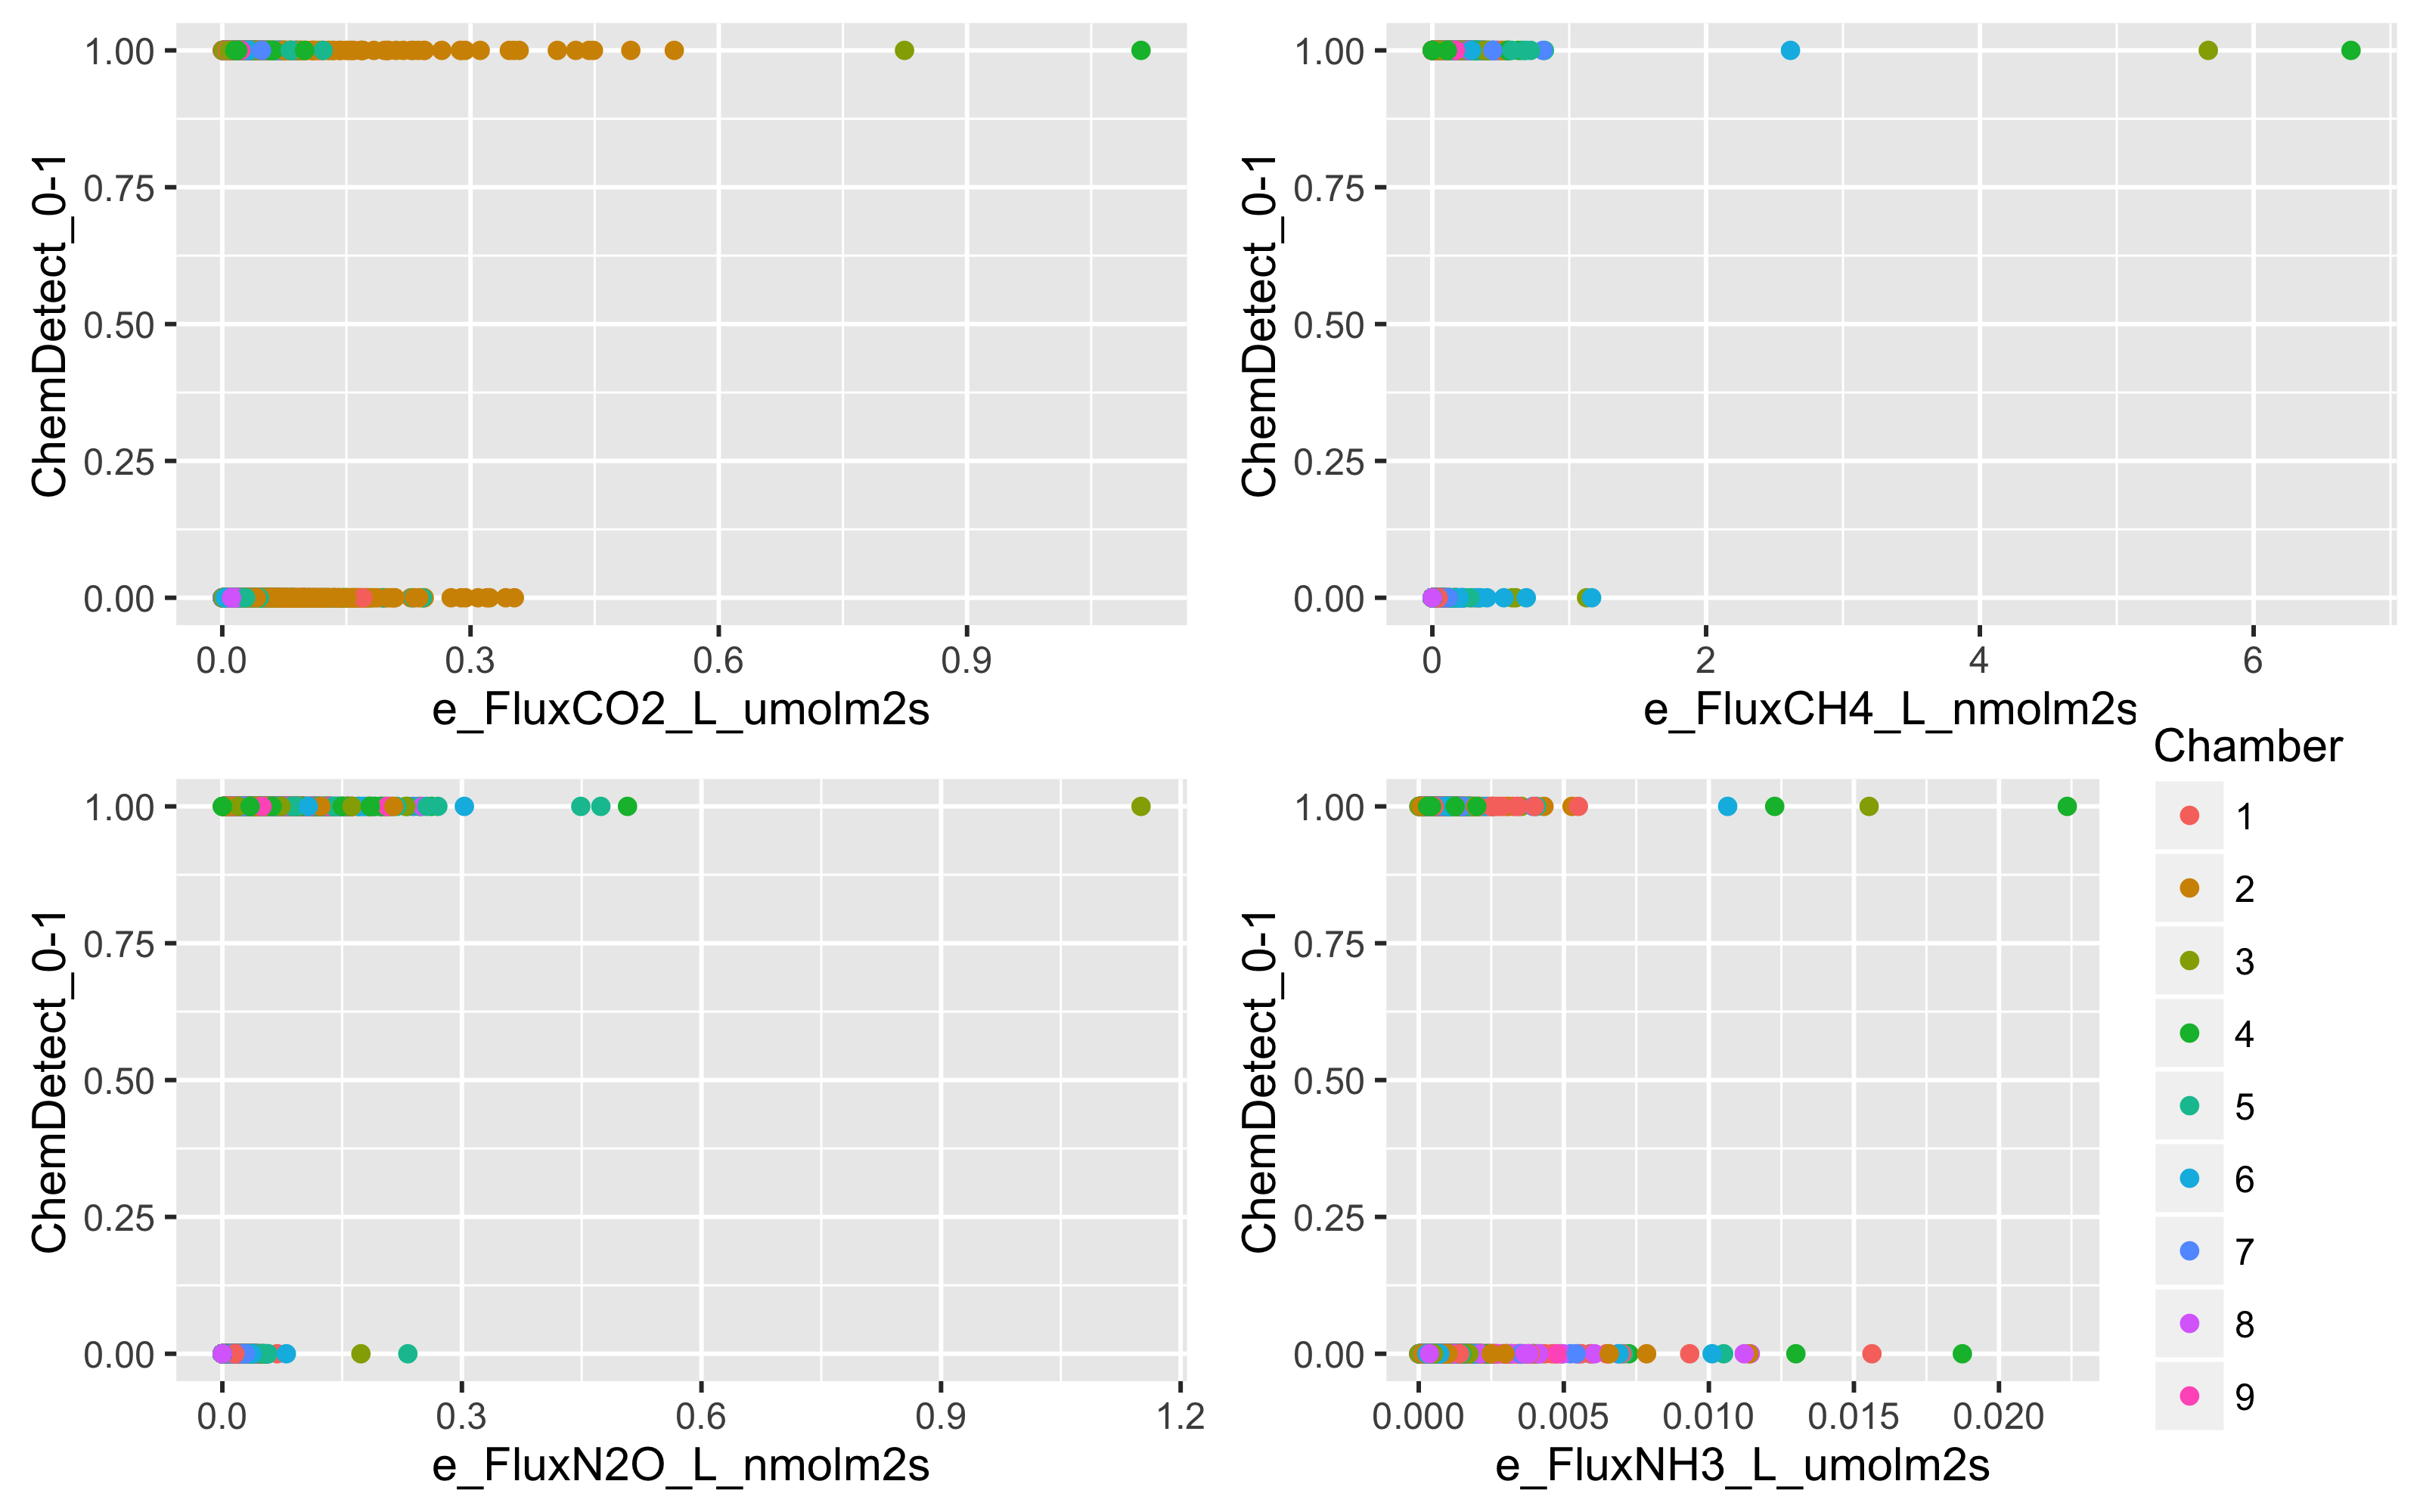 ChemDetect_0-1
1.00
0.75
0.50
0.25
0.00
0.0 0.3 0.6 0.9
e_FluxCO2_L_umolm2s
ChemDetect_0-1
1.00
0.75
0.50
0.25
0.00
0 2 4 6
e_FluxCH4_L_nmolm2s
ChemDetect_0-1
1.00
0.75
0.50
0.25
0.00
0.0 0.3 0.6 0.9 1.2
e_FluxN2O_L_nmolm2s
ChemDetect_0-1
1.00
0.75
0.50
0.25
0.00
0.000 0.005 0.010 0.015 0.020
e_FluxNH3_L_umolm2s
Chamber
1
2
3
4
5
6
7
8
9